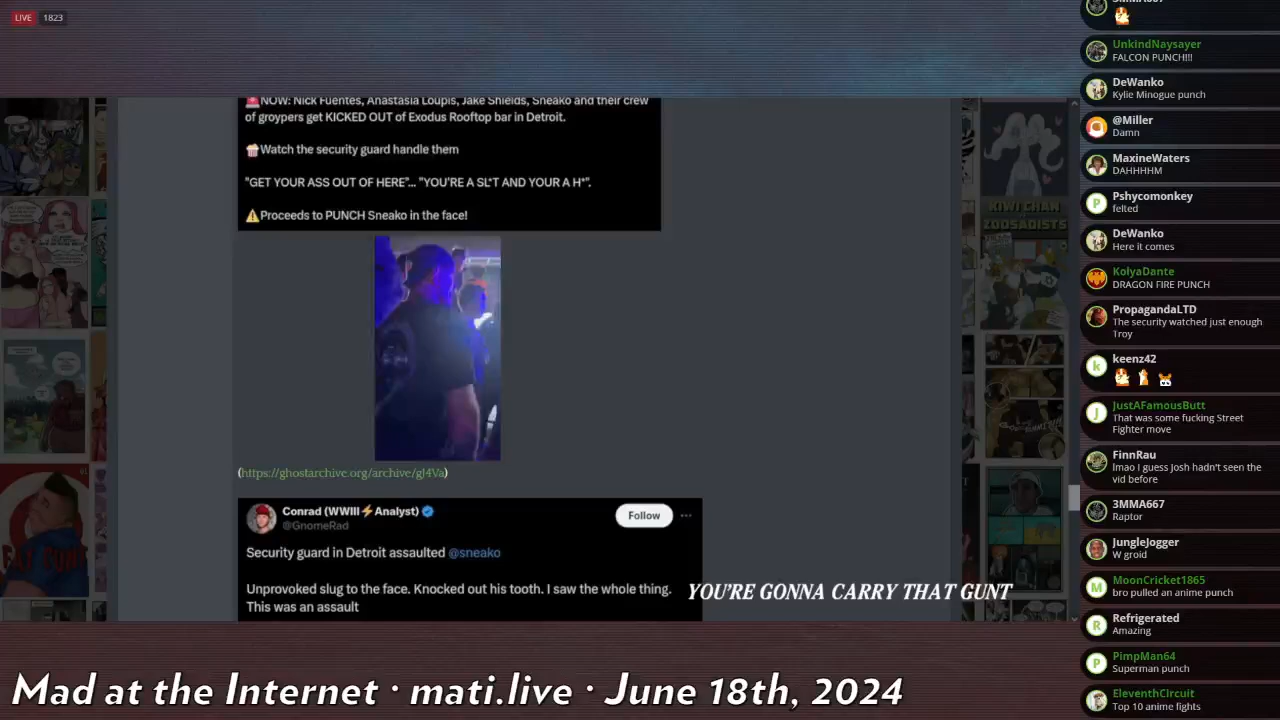 LIVE 1823
🚨NOW: Nick Fuentes, Anastasia Loupis, Jake Shields, Sneako and their crew
of groypers get KICKED OUT of Exodus Rooftop bar in Detroit.
🍿Watch the security guard handle them
"GET YOUR ASS OUT OF HERE"... "YOU'RE A SL*T AND YOUR A H*".
⚠️Proceeds to PUNCH Sneako in the face!
(https://ghostarchive.org/archive/gJ4Va)
Conrad (WWIII⚡Analyst)
@GnomeRad
Follow
Security guard in Detroit assaulted @sneako
Unprovoked slug to the face. Knocked out his tooth. I saw the whole thing.
This was an assault
YOU'RE GONNA CARRY THAT GUNT
KIWI CHAN
ZOOSADISTS
Mad at the Internet · mati.live · June 18th, 2024
3MMA667
UnkindNaysayer
FALCON PUNCH!!!
DeWanko
Kylie Minogue punch
@Miller
Damn
MaxineWaters
DAHHHHM
Pshycomonkey
felted
DeWanko
Here it comes
KolyaDante
DRAGON FIRE PUNCH
PropagandaLTD
The security watched just enough
Troy
keenz42
JustAFamousButt
That was some fucking Street
Fighter move
FinnRau
lmao I guess Josh hadn't seen the
vid before
3MMA667
Raptor
JungleJogger
W groid
MoonCricket1865
bro pulled an anime punch
Refrigerated
Amazing
PimpMan64
Superman punch
EleventhCIrcuit
Top 10 anime fights